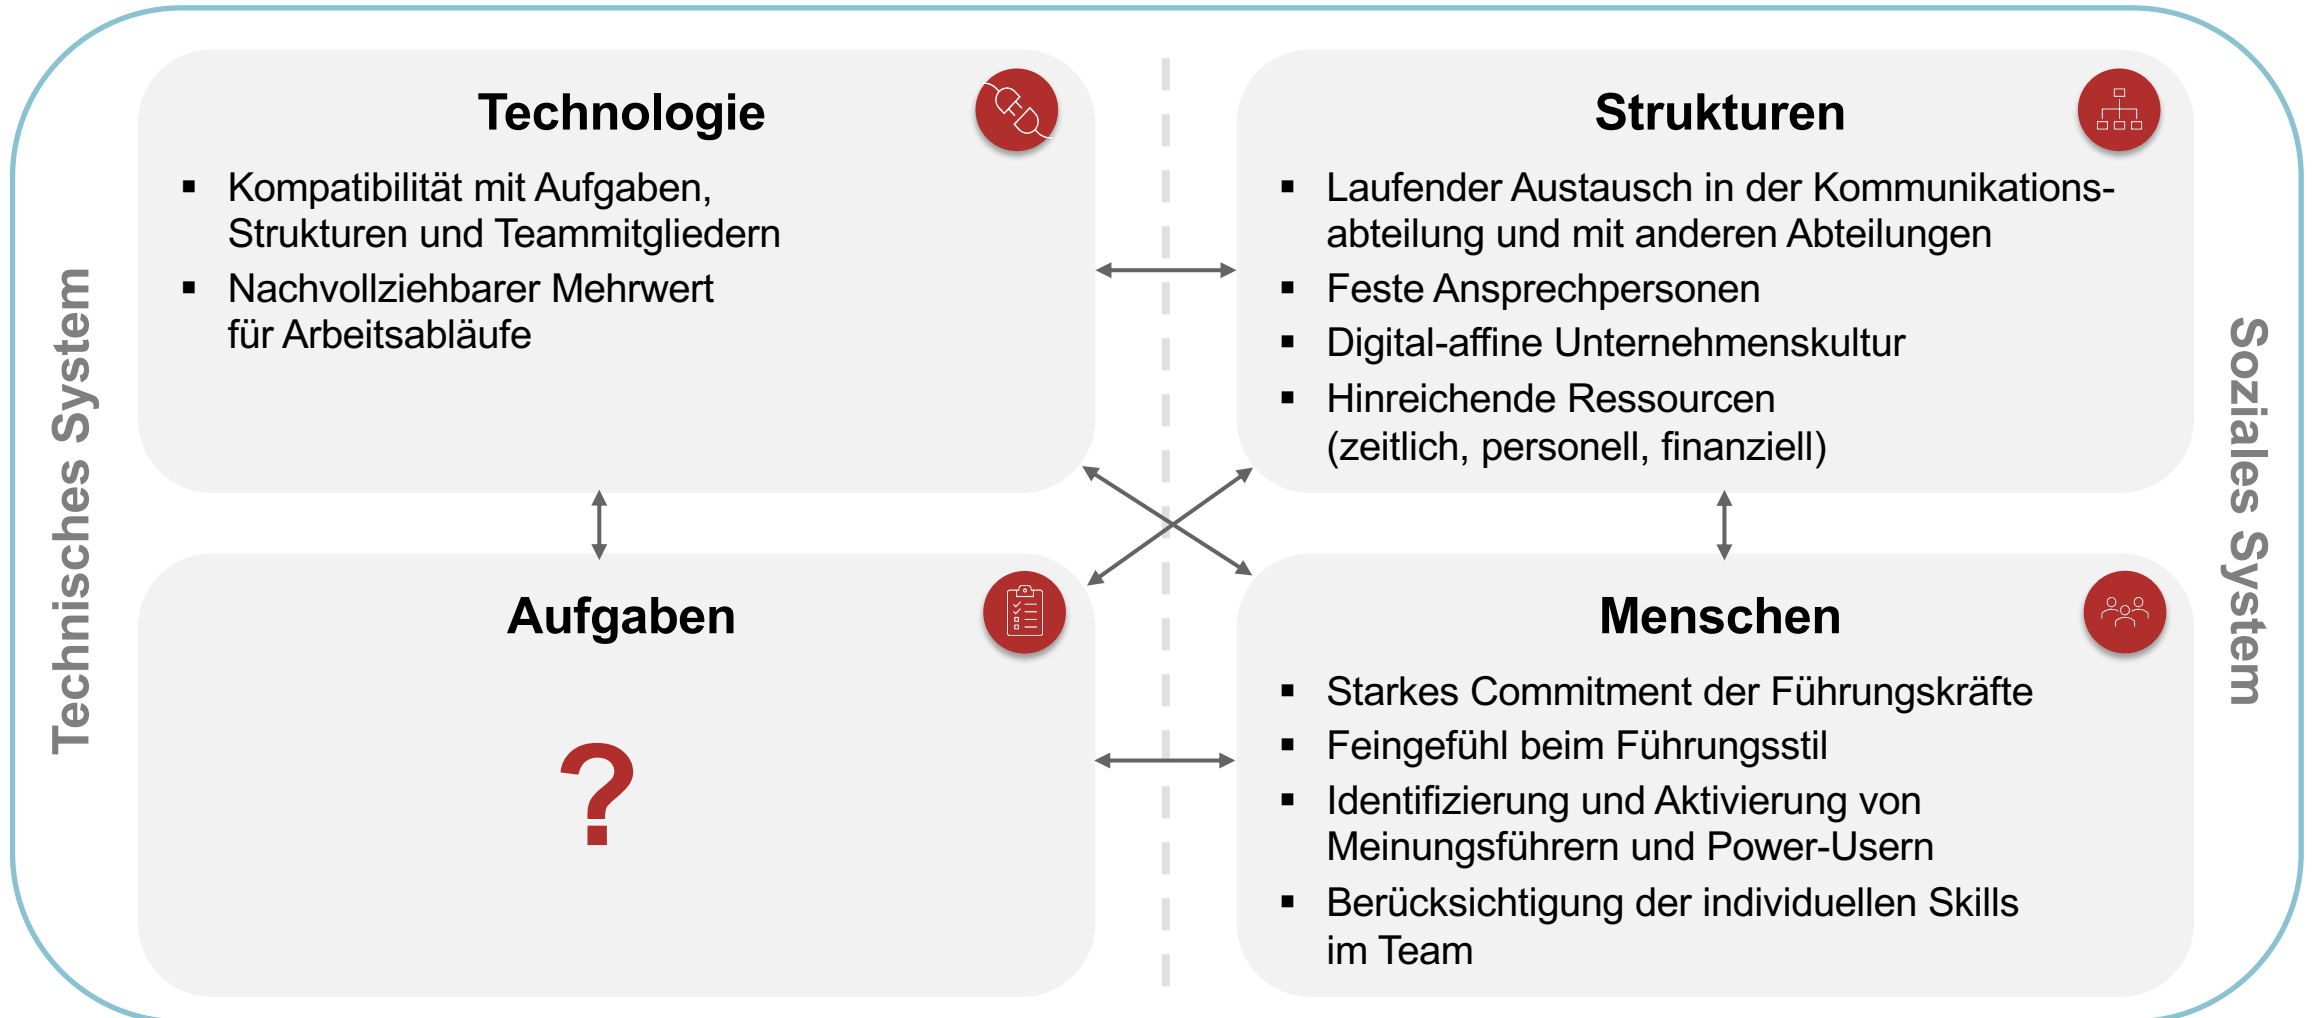 Technisches System
Technologie
▪ Kompatibilität mit Aufgaben,
Strukturen und Teammitgliedern
▪ Nachvollziehbarer Mehrwert
für Arbeitsabläufe
Strukturen
▪ Laufender Austausch in der Kommunikations-
abteilung und mit anderen Abteilungen
▪ Feste Ansprechpersonen
▪ Digital-affine Unternehmenskultur
▪ Hinreichende Ressourcen
(zeitlich, personell, finanziell)
Aufgaben
?
Menschen
▪ Starkes Commitment der Führungskräfte
▪ Feingefühl beim Führungsstil
▪ Identifizierung und Aktivierung von
Meinungsführern und Power-Usern
▪ Berücksichtigung der individuellen Skills
im Team
Soziales System